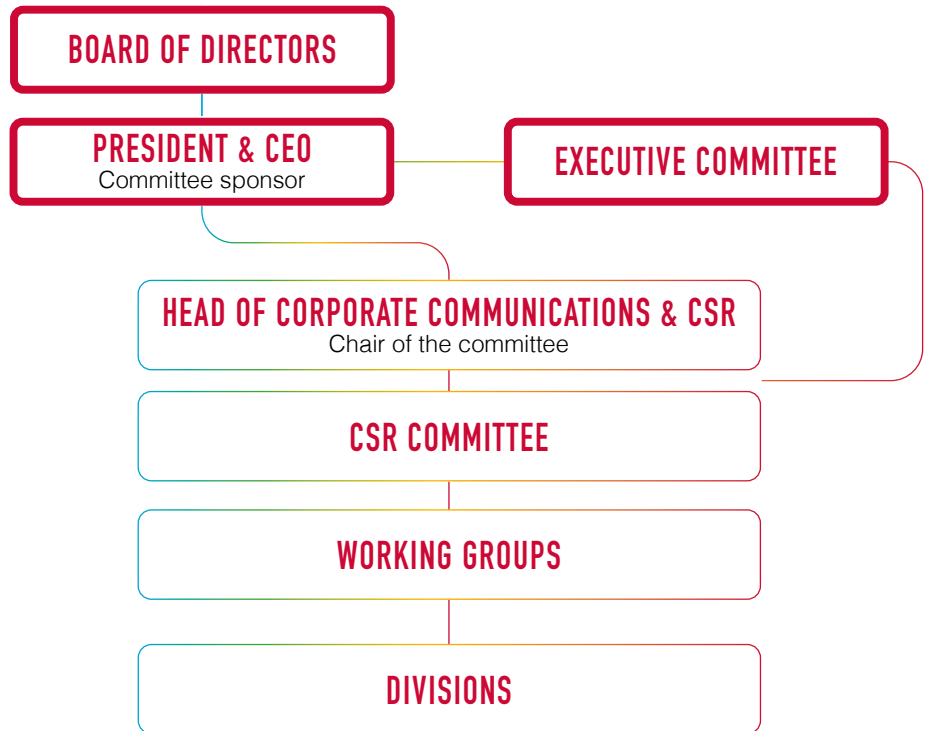 BOARD OF DIRECTORS
PRESIDENT & CEO
Committee sponsor
EXECUTIVE COMMITTEE
HEAD OF CORPORATE COMMUNICATIONS & CSR
Chair of the committee
CSR COMMITTEE
WORKING GROUPS
DIVISIONS